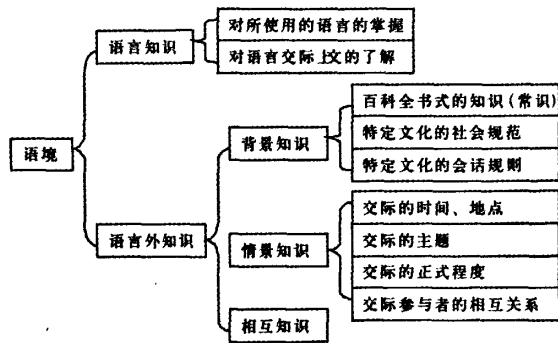 语境
语言知识
对所使用的语言的掌握
对语言交际上文的了解
语言外知识
背景知识
百科全书式的知识(常识)
特定文化的社会规范
特定文化的会话规则
情景知识
交际的时间、地点
交际的主题
交际的正式程度
交际参与者的相互关系
相互知识